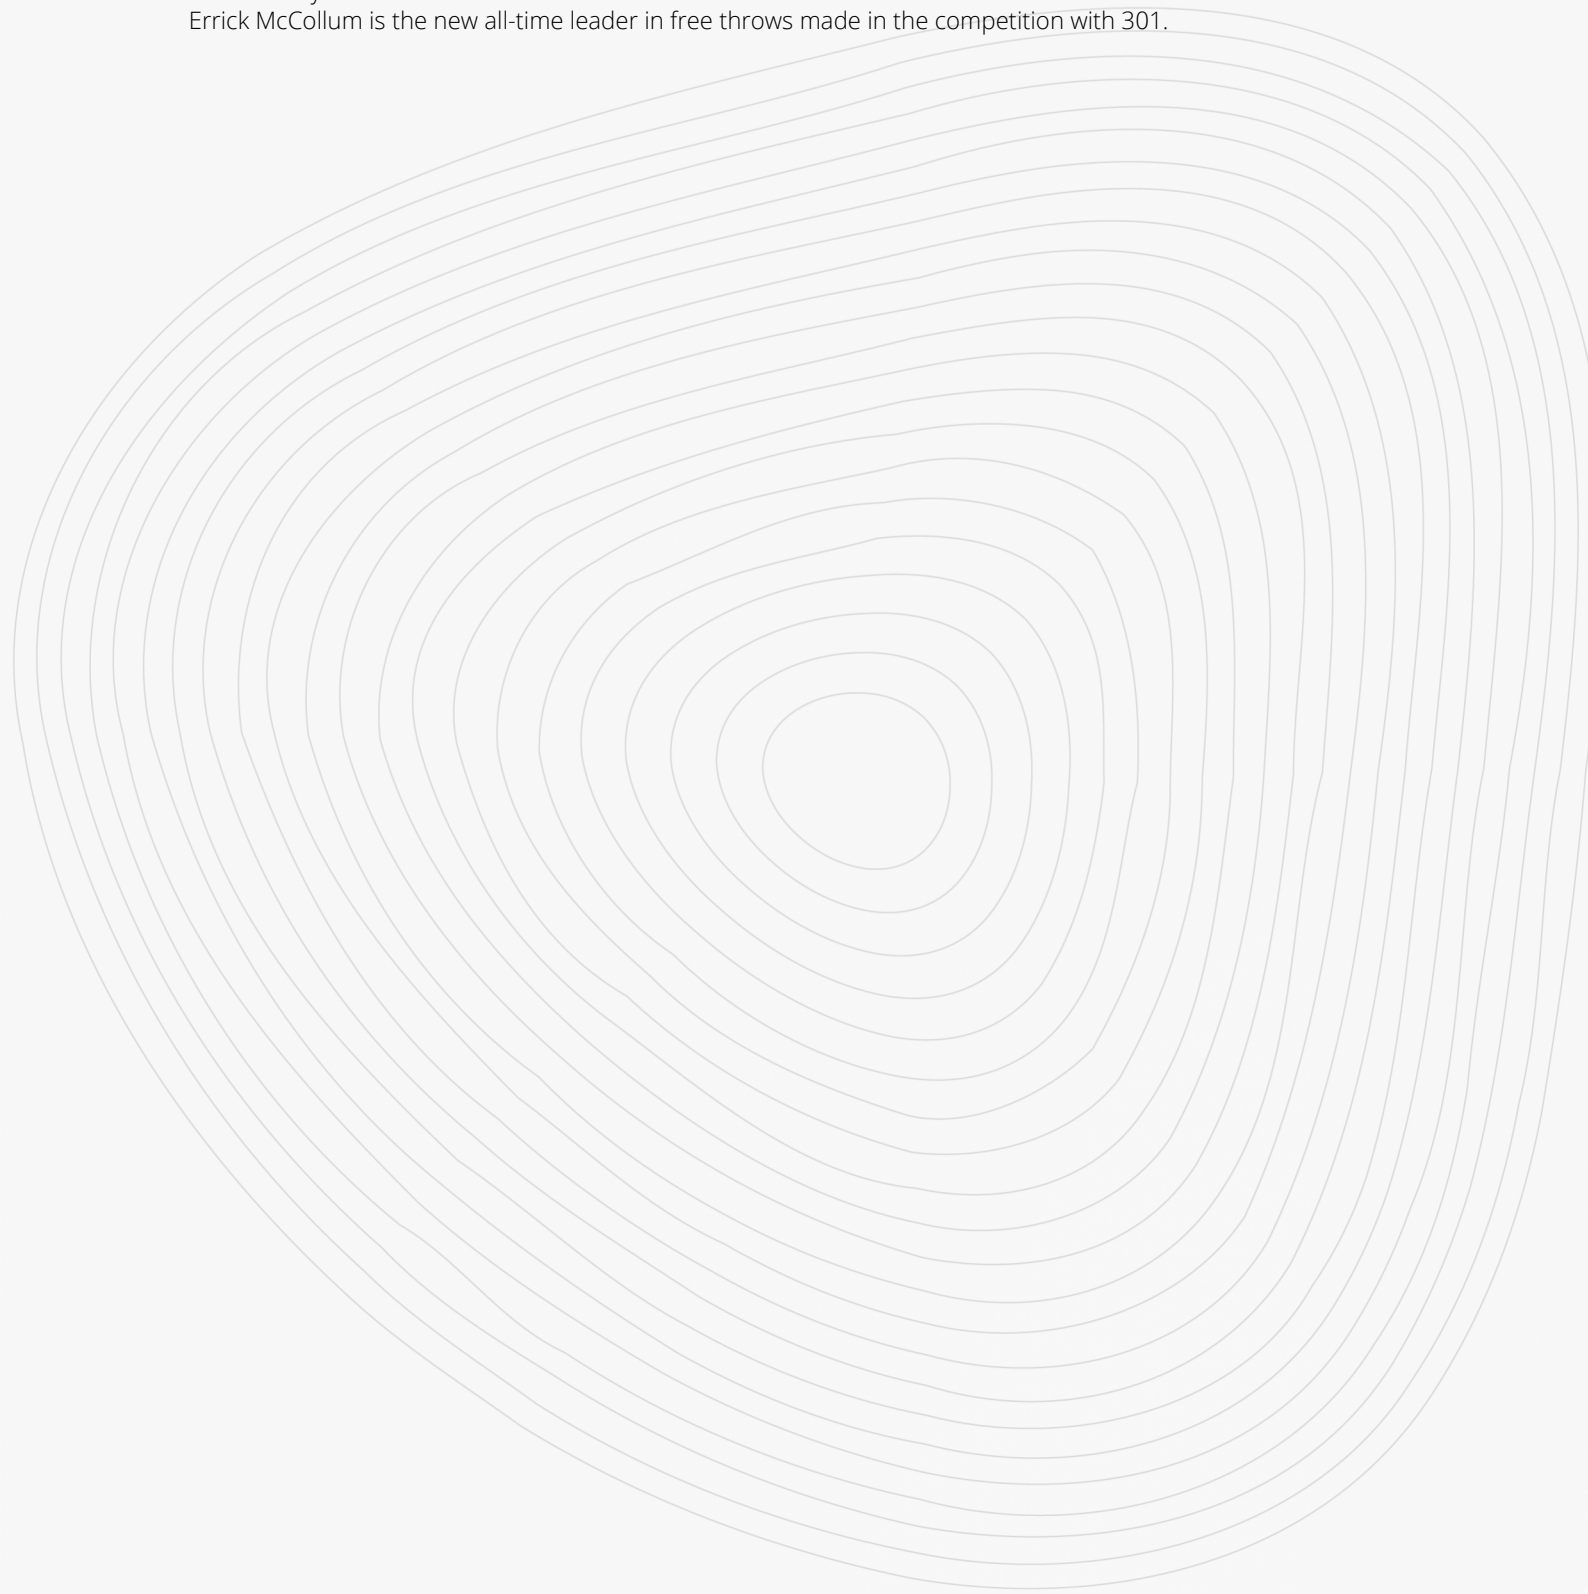 Errick McCollum is the new all-time leader in free throws made in the competition with 301.